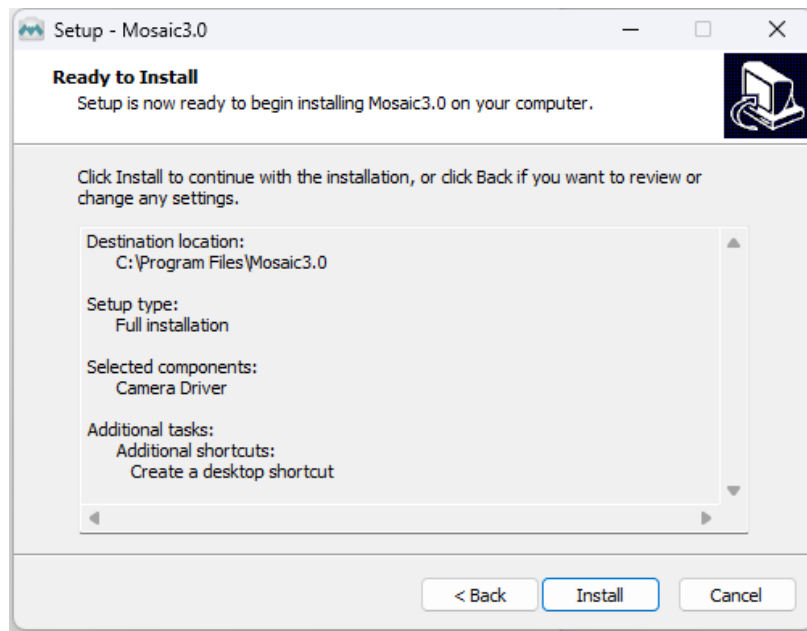 Setup - Mosaic3.0
Ready to Install
Setup is now ready to begin installing Mosaic3.0 on your computer.
Click Install to continue with the installation, or click Back if you want to review or
change any settings.
Destination location:
C:\Program Files\Mosaic3.0
Setup type:
Full installation
Selected components:
Camera Driver
Additional tasks:
Additional shortcuts:
Create a desktop shortcut
< Back
Install
Cancel